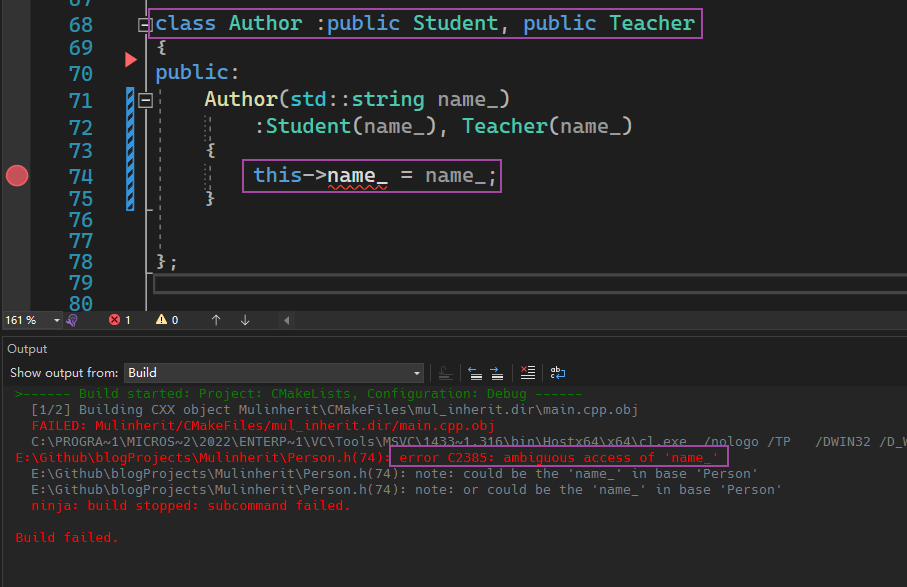 67
68 class Author :public Student, public Teacher
69 {
70 public:
71 Author(std::string name_)
72 :Student(name_), Teacher(name_)
73 {
74 this->name_ = name_;
75 }
76
77
78 };
79
80
161 % 1 0
Output
Show output from: Build
>------ Build started: Project: CMakeLists, Configuration: Debug ------
[1/2] Building CXX object Mulinherit\CMakeFiles\mul_inherit.dir\main.cpp.obj
FAILED: Mulinherit/CMakeFiles/mul_inherit.dir/main.cpp.obj
C:\PROGRA~1\MICROS~2\2022\ENTERP~1\VC\Tools\MSVC\1433~1.316\bin\Hostx64\x64\cl.exe /nologo /TP /DWIN32 /D_W
E:\Github\blogProjects\Mulinherit\Person.h(74): error C2385: ambiguous access of 'name_'
E:\Github\blogProjects\Mulinherit\Person.h(74): note: could be the 'name_' in base 'Person'
E:\Github\blogProjects\Mulinherit\Person.h(74): note: or could be the 'name_' in base 'Person'
ninja: build stopped: subcommand failed.
Build failed.